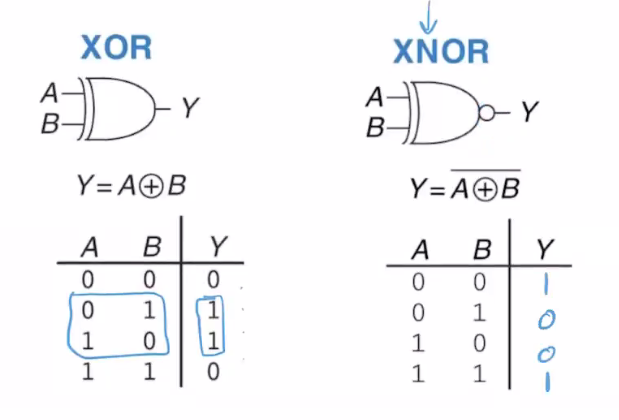 XOR
A
B
Y
Y = A⊕B
A B Y
0 0 0
0 1 1
1 0 1
1 1 0
XNOR
A
B
Y
Y = \overline{A⊕B}
A B Y
0 0 1
0 1 0
1 0 0
1 1 1